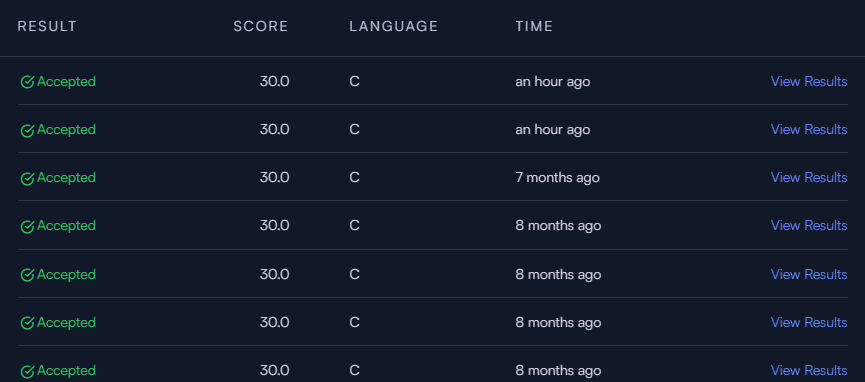 RESULT SCORE LANGUAGE TIME
Accepted 30.0 C an hour ago View Results
Accepted 30.0 C an hour ago View Results
Accepted 30.0 C 7 months ago View Results
Accepted 30.0 C 8 months ago View Results
Accepted 30.0 C 8 months ago View Results
Accepted 30.0 C 8 months ago View Results
Accepted 30.0 C 8 months ago View Results